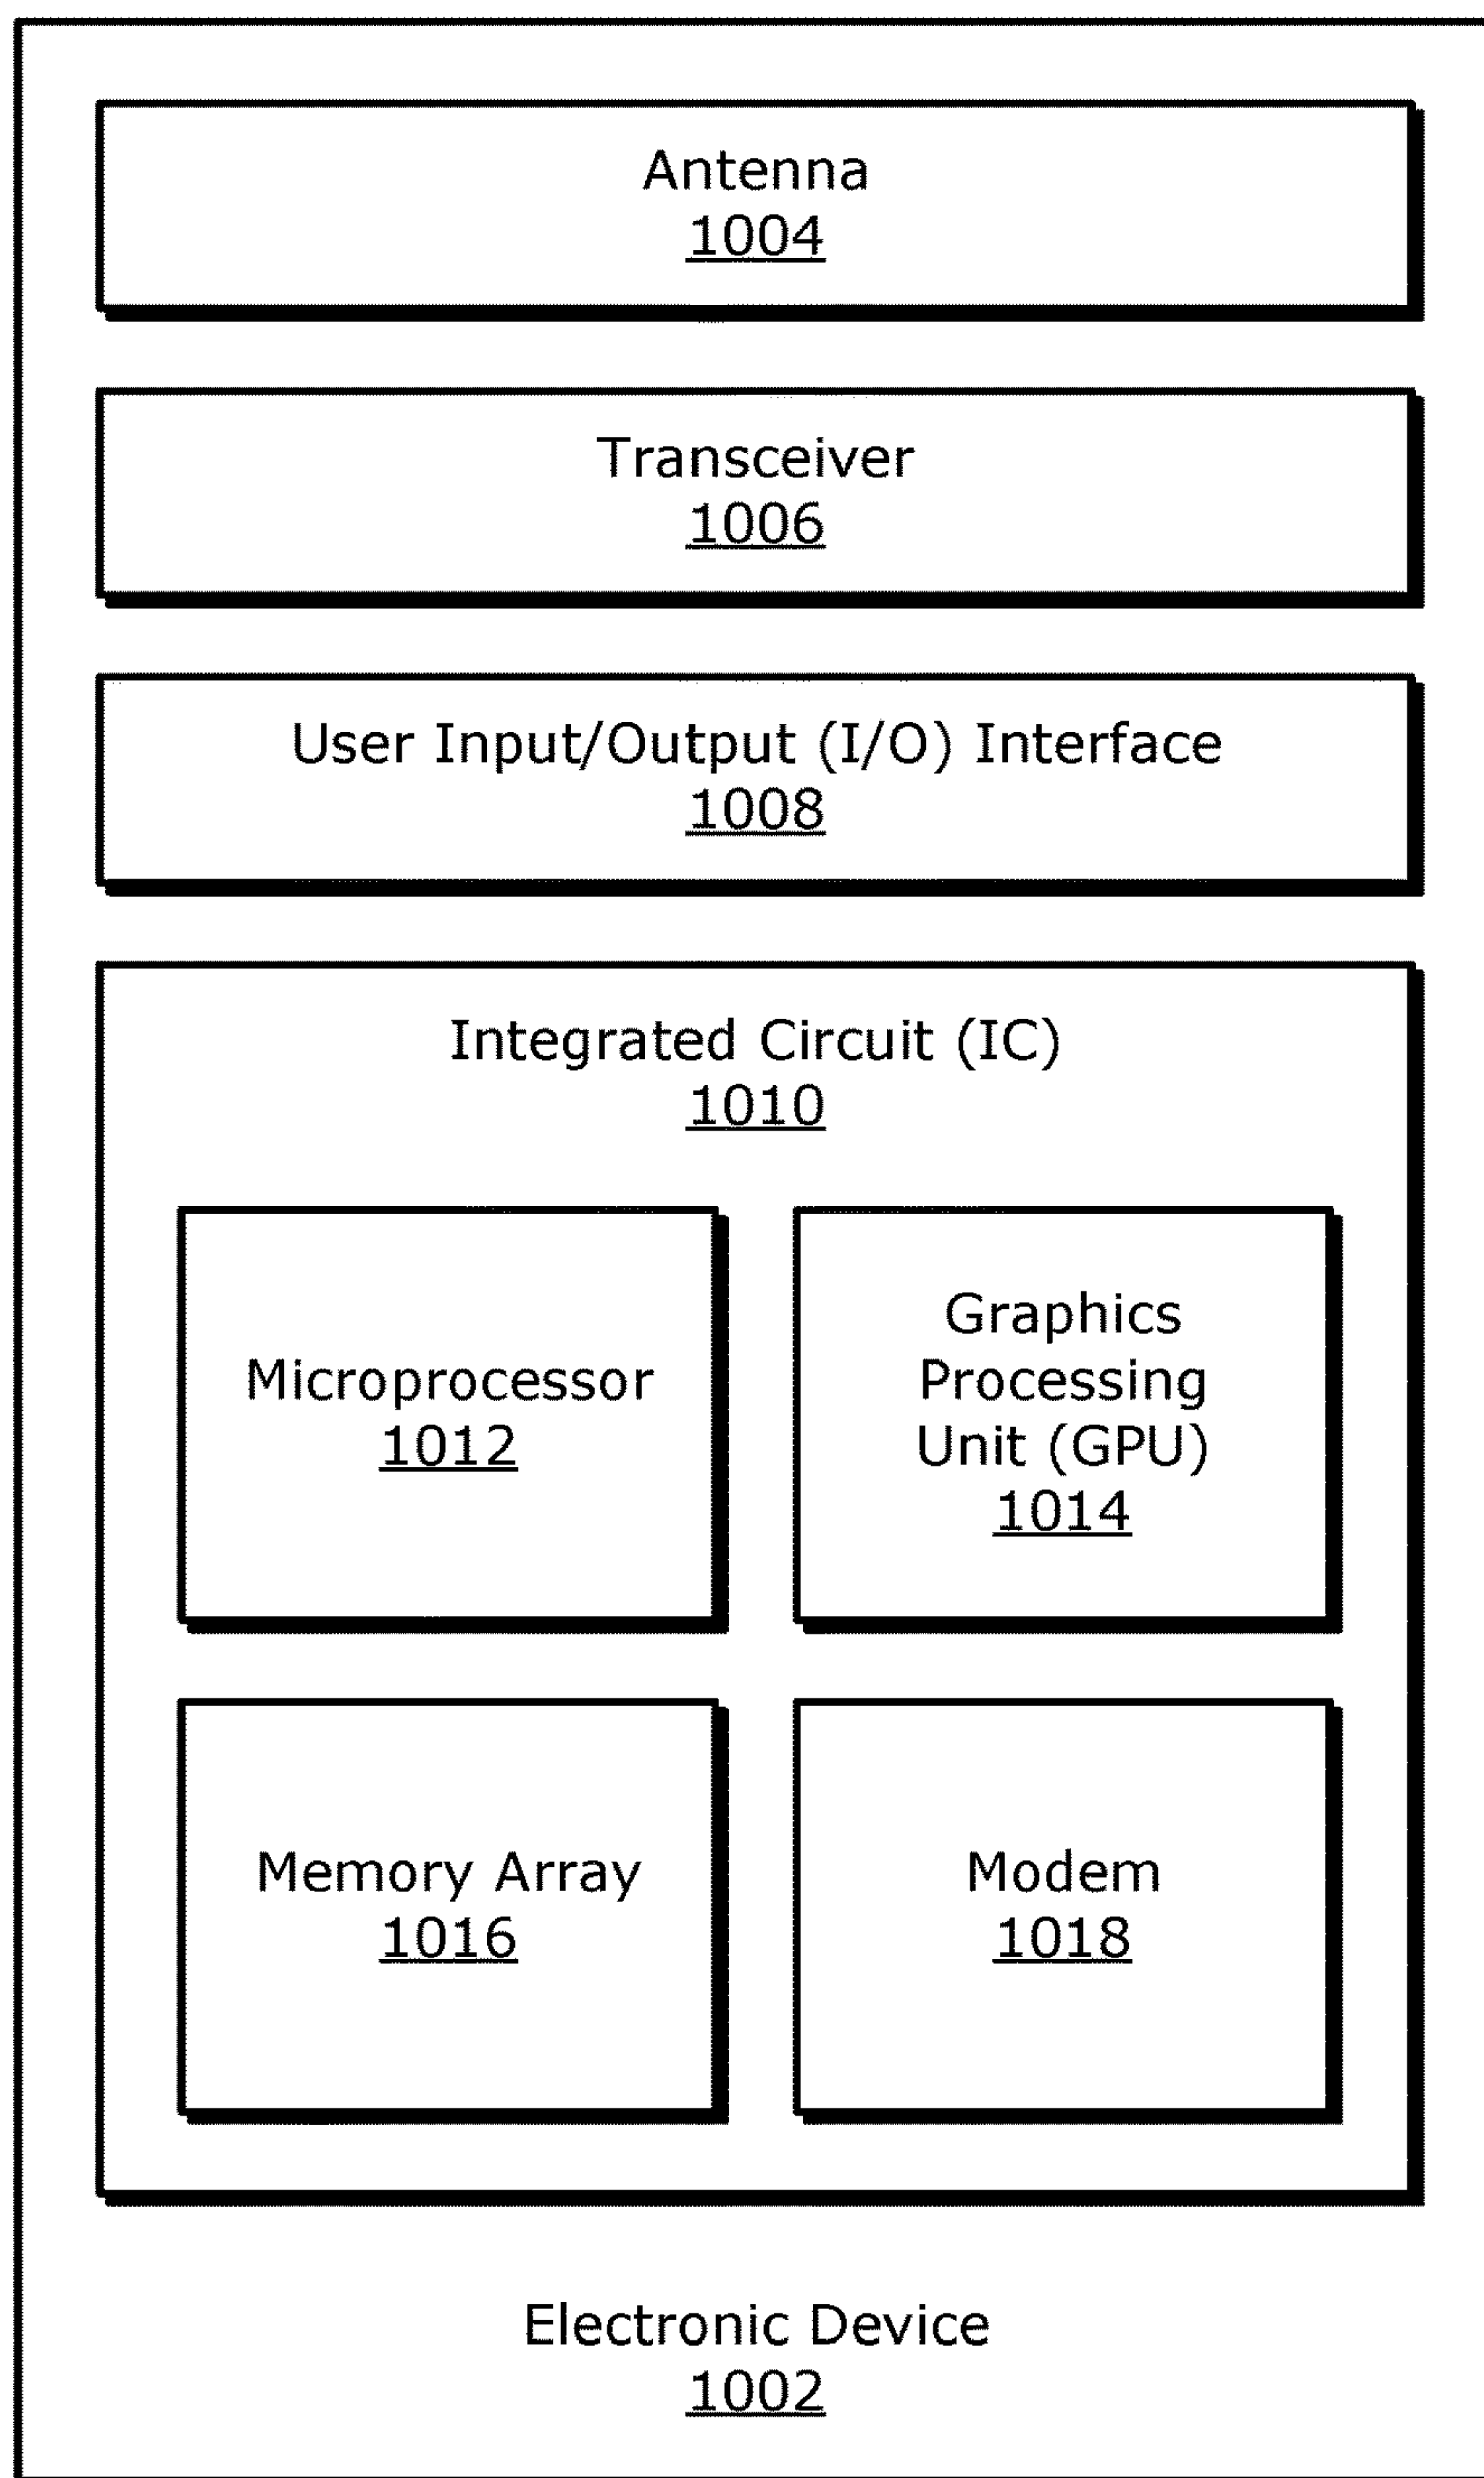 Antenna
1004
Transceiver
1006
User Input/Output (I/O) Interface
1008
Integrated Circuit (IC)
1010
Microprocessor
1012
Graphics
Processing
Unit (GPU)
1014
Memory Array
1016
Modem
1018
Electronic Device
1002